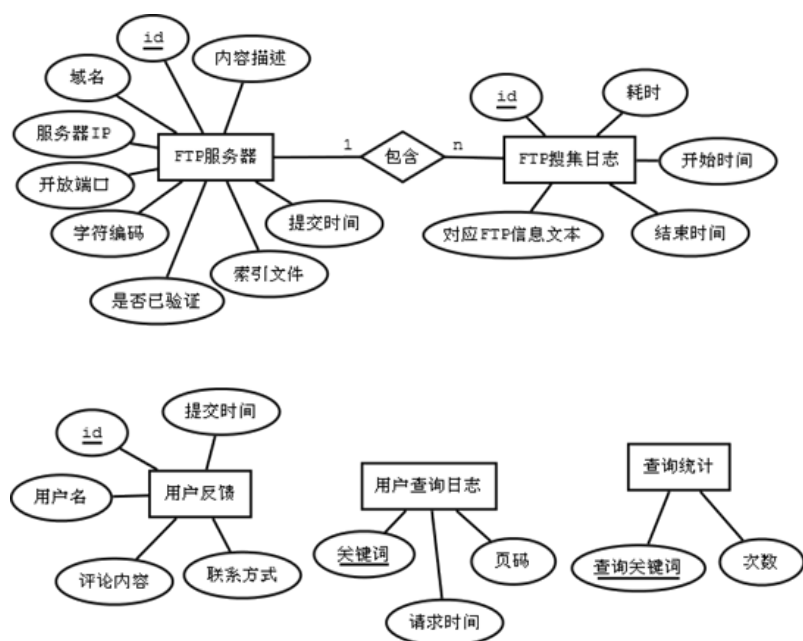 id
内容描述
域名
服务器IP
FTP服务器
开放端口
字符编码
是否已验证
索引文件
提交时间
1
包含
n
id
耗时
FTP搜集日志
开始时间
对应FTP信息文本
结束时间
id
提交时间
用户名
用户反馈
评论内容
联系方式
用户查询日志
关键词
页码
请求时间
查询统计
查询关键词
次数